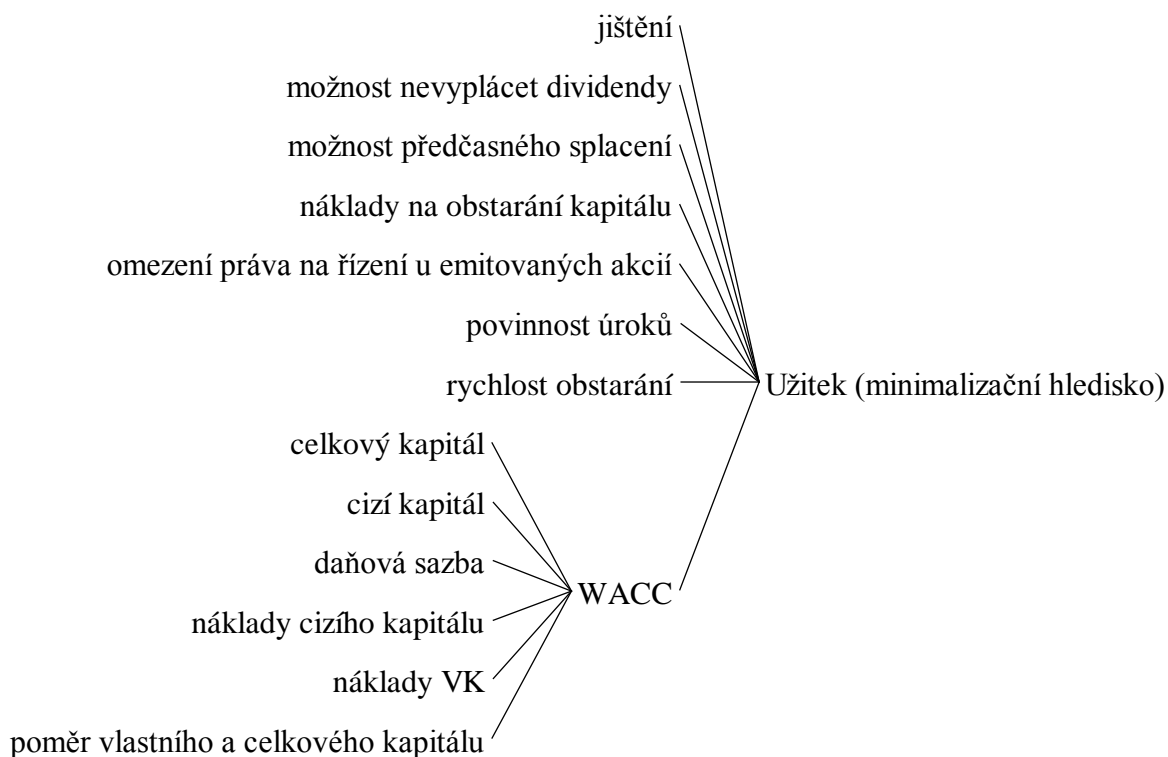 jištění
možnost nevyplácet dividendy
možnost předčasného splacení
náklady na obstarání kapitálu
omezení práva na řízení u emitovaných akcií
povinnost úroků
rychlost obstarání
Užitek (minimalizační hledisko)
celkový kapitál
cizí kapitál
daňová sazba
WACC
náklady cizího kapitálu
náklady VK
poměr vlastního a celkového kapitálu